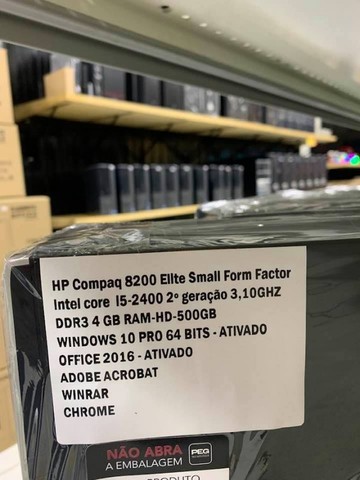 HP Compaq 8200 Elite Small Form Factor
Intel core I5-2400 2º geração 3,10GHZ
DDR3 4 GB RAM-HD-500GB
WINDOWS 10 PRO 64 BITS - ATIVADO
OFFICE 2016 - ATIVADO
ADOBE ACROBAT
WINRAR
CHROME
NÃO ABRA
A EMBALAGEM
PEG
PRODUTO